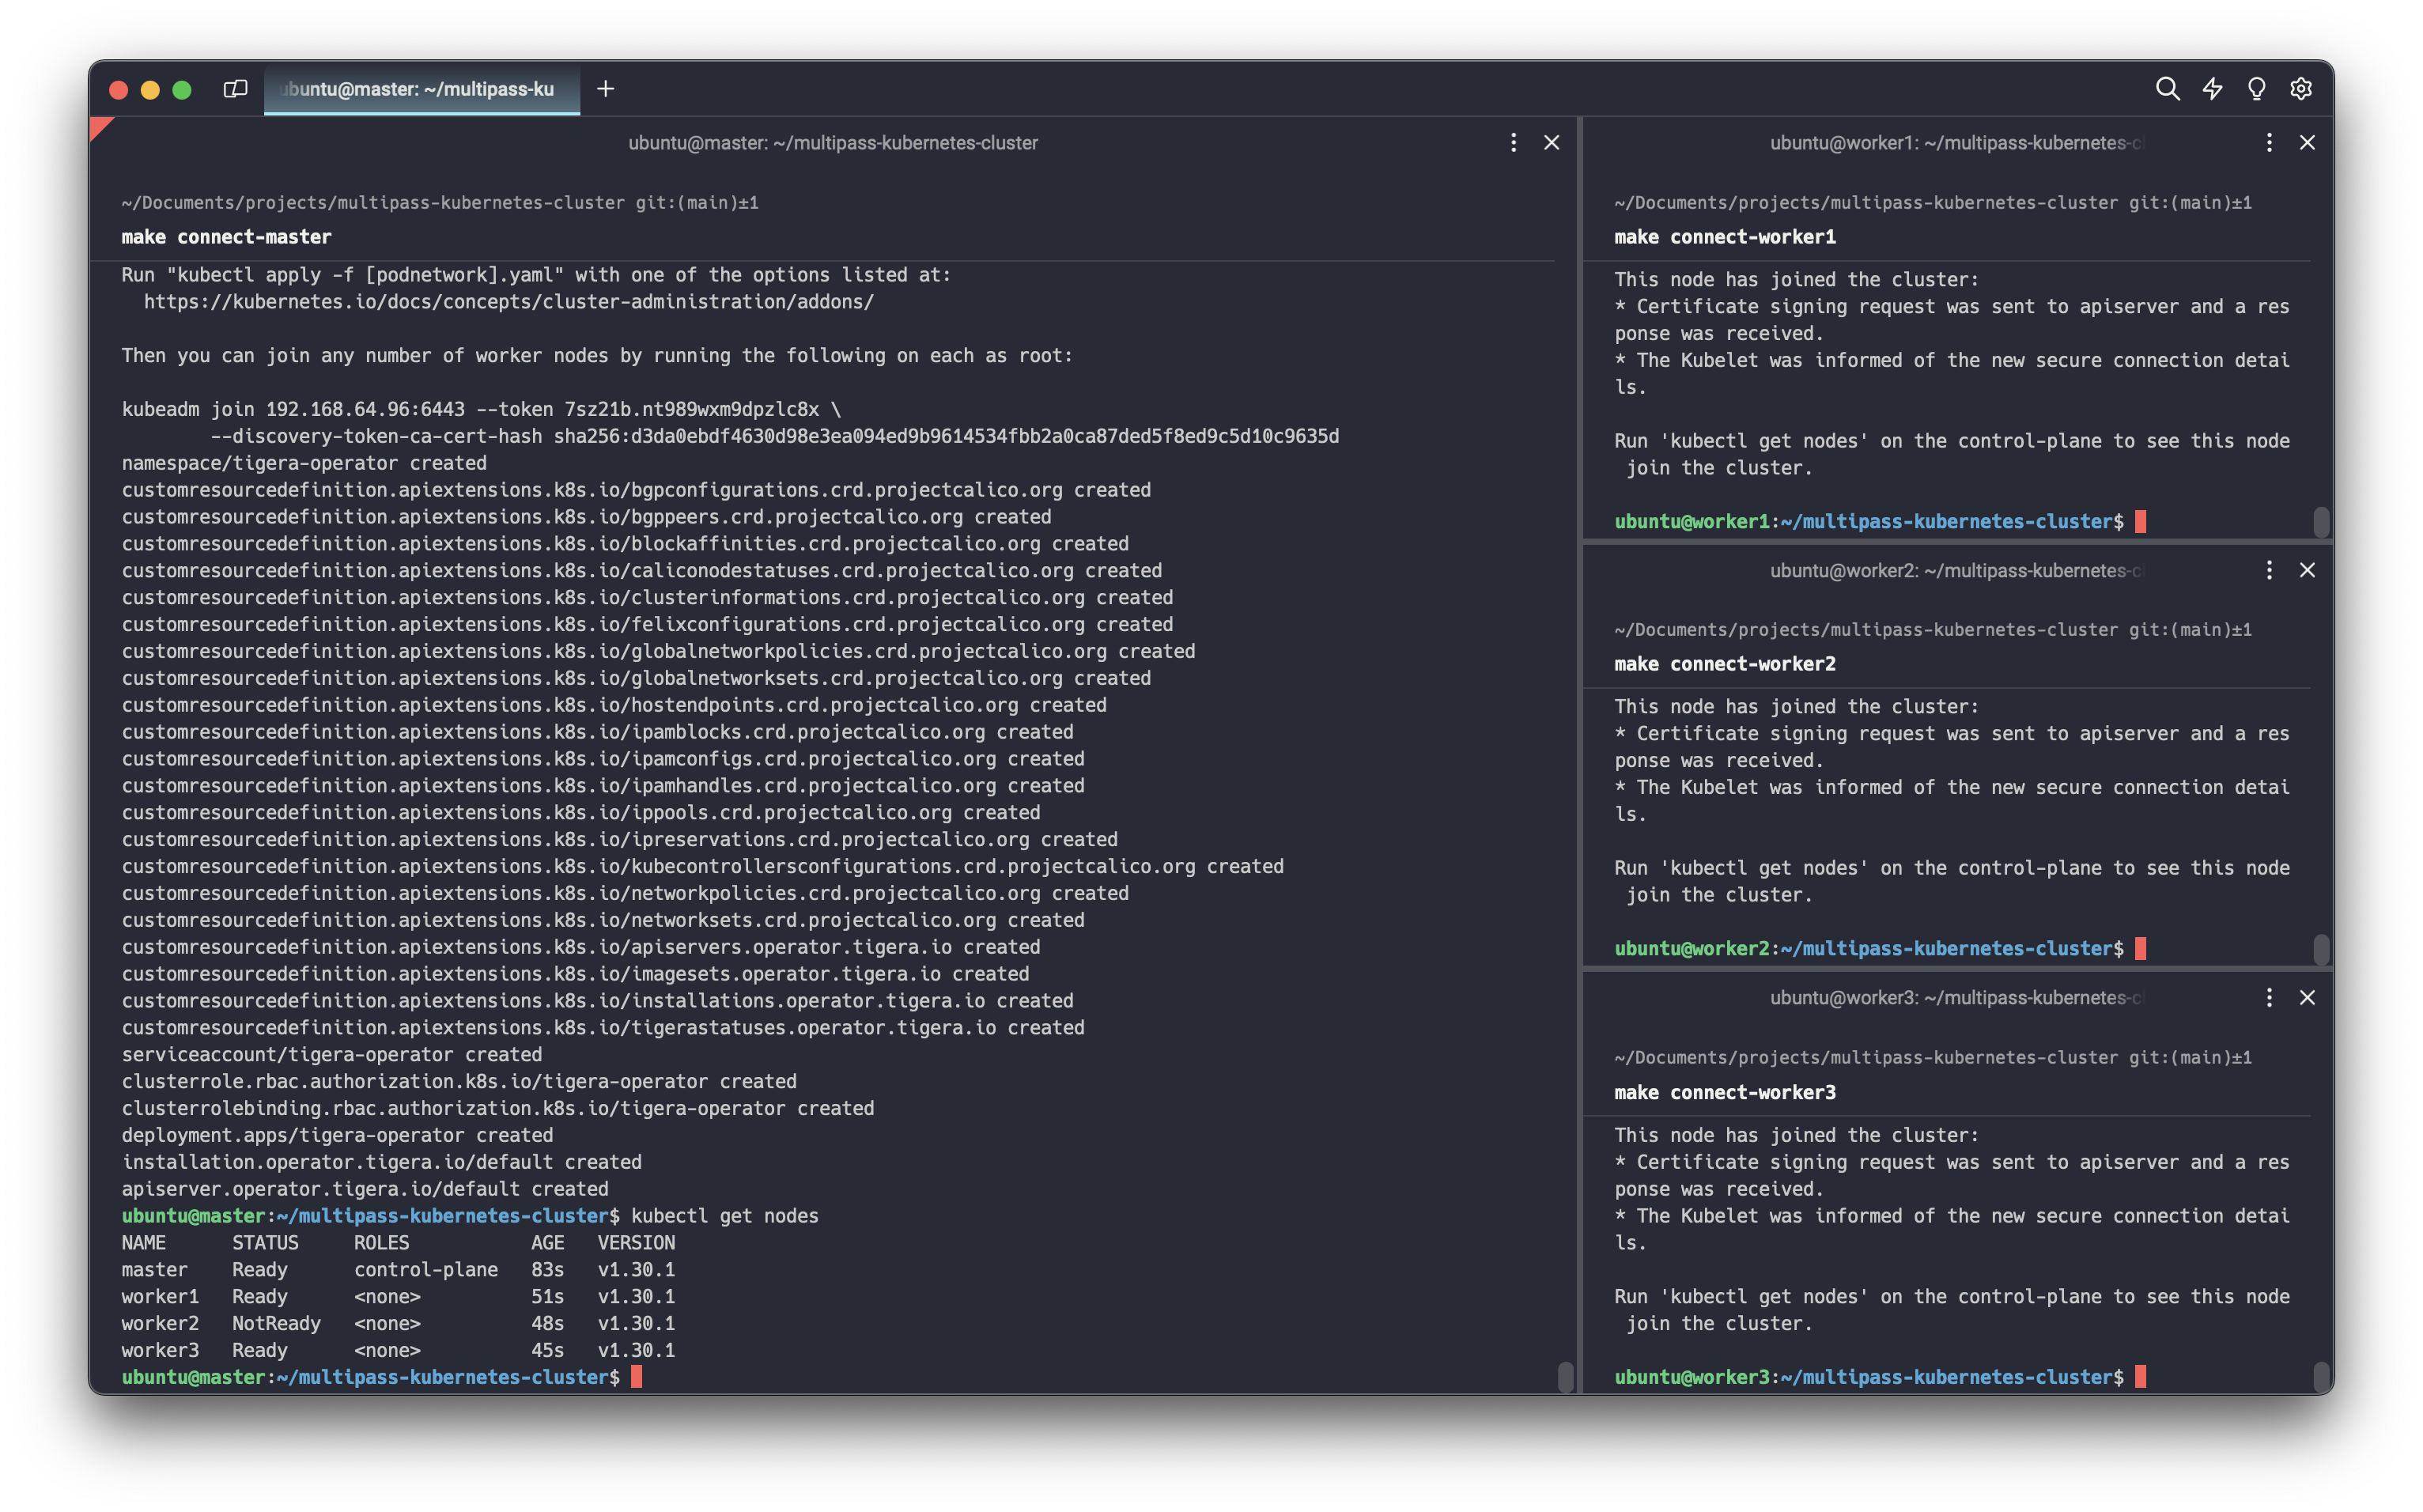 ubuntu@master: ~/multipass-ku
ubuntu@master: ~/multipass-kubernetes-cluster
~/Documents/projects/multipass-kubernetes-cluster git:(main)±1
make connect-master
Run "kubectl apply -f [podnetwork].yaml" with one of the options listed at:
  https://kubernetes.io/docs/concepts/cluster-administration/addons/
Then you can join any number of worker nodes by running the following on each as root:
kubeadm join 192.168.64.96:6443 --token 7sz21b.nt989wxm9dpzlc8x \
        --discovery-token-ca-cert-hash sha256:d3da0ebdf4630d98e3ea094ed9b9614534fbb2a0ca87ded5f8ed9c5d10c9635d
namespace/tigera-operator created
customresourcedefinition.apiextensions.k8s.io/bgpconfigurations.crd.projectcalico.org created
customresourcedefinition.apiextensions.k8s.io/bgppeers.crd.projectcalico.org created
customresourcedefinition.apiextensions.k8s.io/blockaffinities.crd.projectcalico.org created
customresourcedefinition.apiextensions.k8s.io/caliconodestatuses.crd.projectcalico.org created
customresourcedefinition.apiextensions.k8s.io/clusterinformations.crd.projectcalico.org created
customresourcedefinition.apiextensions.k8s.io/felixconfigurations.crd.projectcalico.org created
customresourcedefinition.apiextensions.k8s.io/globalnetworkpolicies.crd.projectcalico.org created
customresourcedefinition.apiextensions.k8s.io/globalnetworksets.crd.projectcalico.org created
customresourcedefinition.apiextensions.k8s.io/hostendpoints.crd.projectcalico.org created
customresourcedefinition.apiextensions.k8s.io/ipamblocks.crd.projectcalico.org created
customresourcedefinition.apiextensions.k8s.io/ipamconfigs.crd.projectcalico.org created
customresourcedefinition.apiextensions.k8s.io/ipamhandles.crd.projectcalico.org created
customresourcedefinition.apiextensions.k8s.io/ippools.crd.projectcalico.org created
customresourcedefinition.apiextensions.k8s.io/ipreservations.crd.projectcalico.org created
customresourcedefinition.apiextensions.k8s.io/kubecontrollersconfigurations.crd.projectcalico.org created
customresourcedefinition.apiextensions.k8s.io/networkpolicies.crd.projectcalico.org created
customresourcedefinition.apiextensions.k8s.io/networksets.crd.projectcalico.org created
customresourcedefinition.apiextensions.k8s.io/apiservers.operator.tigera.io created
customresourcedefinition.apiextensions.k8s.io/imagesets.operator.tigera.io created
customresourcedefinition.apiextensions.k8s.io/installations.operator.tigera.io created
customresourcedefinition.apiextensions.k8s.io/tigerastatuses.operator.tigera.io created
serviceaccount/tigera-operator created
clusterrole.rbac.authorization.k8s.io/tigera-operator created
clusterrolebinding.rbac.authorization.k8s.io/tigera-operator created
deployment.apps/tigera-operator created
installation.operator.tigera.io/default created
apiserver.operator.tigera.io/default created
ubuntu@master:~/multipass-kubernetes-cluster$ kubectl get nodes
NAME      STATUS     ROLES           AGE   VERSION
master    Ready      control-plane   83s   v1.30.1
worker1   Ready      <none>          51s   v1.30.1
worker2   NotReady   <none>          48s   v1.30.1
worker3   Ready      <none>          45s   v1.30.1
ubuntu@master:~/multipass-kubernetes-cluster$
ubuntu@worker1: ~/multipass-kubernetes-c
~/Documents/projects/multipass-kubernetes-cluster git:(main)±1
make connect-worker1
This node has joined the cluster:
* Certificate signing request was sent to apiserver and a res
ponse was received.
* The Kubelet was informed of the new secure connection detai
ls.
Run 'kubectl get nodes' on the control-plane to see this node
 join the cluster.
ubuntu@worker1:~/multipass-kubernetes-cluster$
ubuntu@worker2: ~/multipass-kubernetes-c
~/Documents/projects/multipass-kubernetes-cluster git:(main)±1
make connect-worker2
This node has joined the cluster:
* Certificate signing request was sent to apiserver and a res
ponse was received.
* The Kubelet was informed of the new secure connection detai
ls.
Run 'kubectl get nodes' on the control-plane to see this node
 join the cluster.
ubuntu@worker2:~/multipass-kubernetes-cluster$
ubuntu@worker3: ~/multipass-kubernetes-c
~/Documents/projects/multipass-kubernetes-cluster git:(main)±1
make connect-worker3
This node has joined the cluster:
* Certificate signing request was sent to apiserver and a res
ponse was received.
* The Kubelet was informed of the new secure connection detai
ls.
Run 'kubectl get nodes' on the control-plane to see this node
 join the cluster.
ubuntu@worker3:~/multipass-kubernetes-cluster$